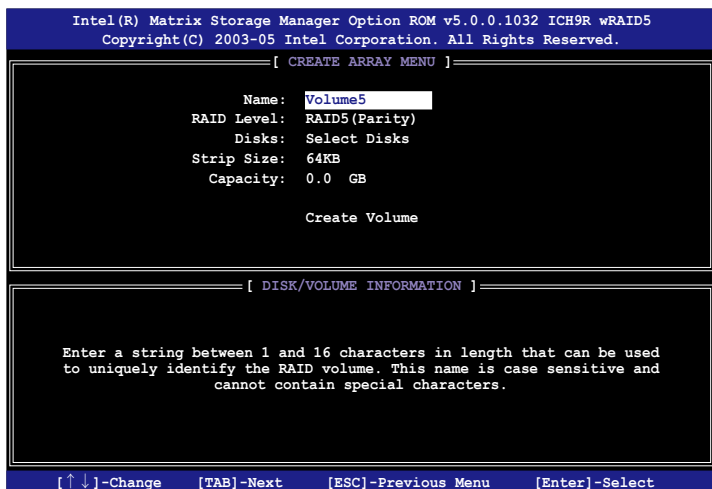 Intel(R) Matrix Storage Manager Option ROM v5.0.0.1032 ICH9R wRAID5
Copyright(C) 2003-05 Intel Corporation. All Rights Reserved.
[ CREATE ARRAY MENU ]
Name: Volume5
RAID Level: RAID5(Parity)
Disks: Select Disks
Strip Size: 64KB
Capacity: 0.0 GB
Create Volume
[ DISK/VOLUME INFORMATION ]
Enter a string between 1 and 16 characters in length that can be used
to uniquely identify the RAID volume. This name is case sensitive and
cannot contain special characters.
[↑↓]-Change [TAB]-Next [ESC]-Previous Menu [Enter]-Select